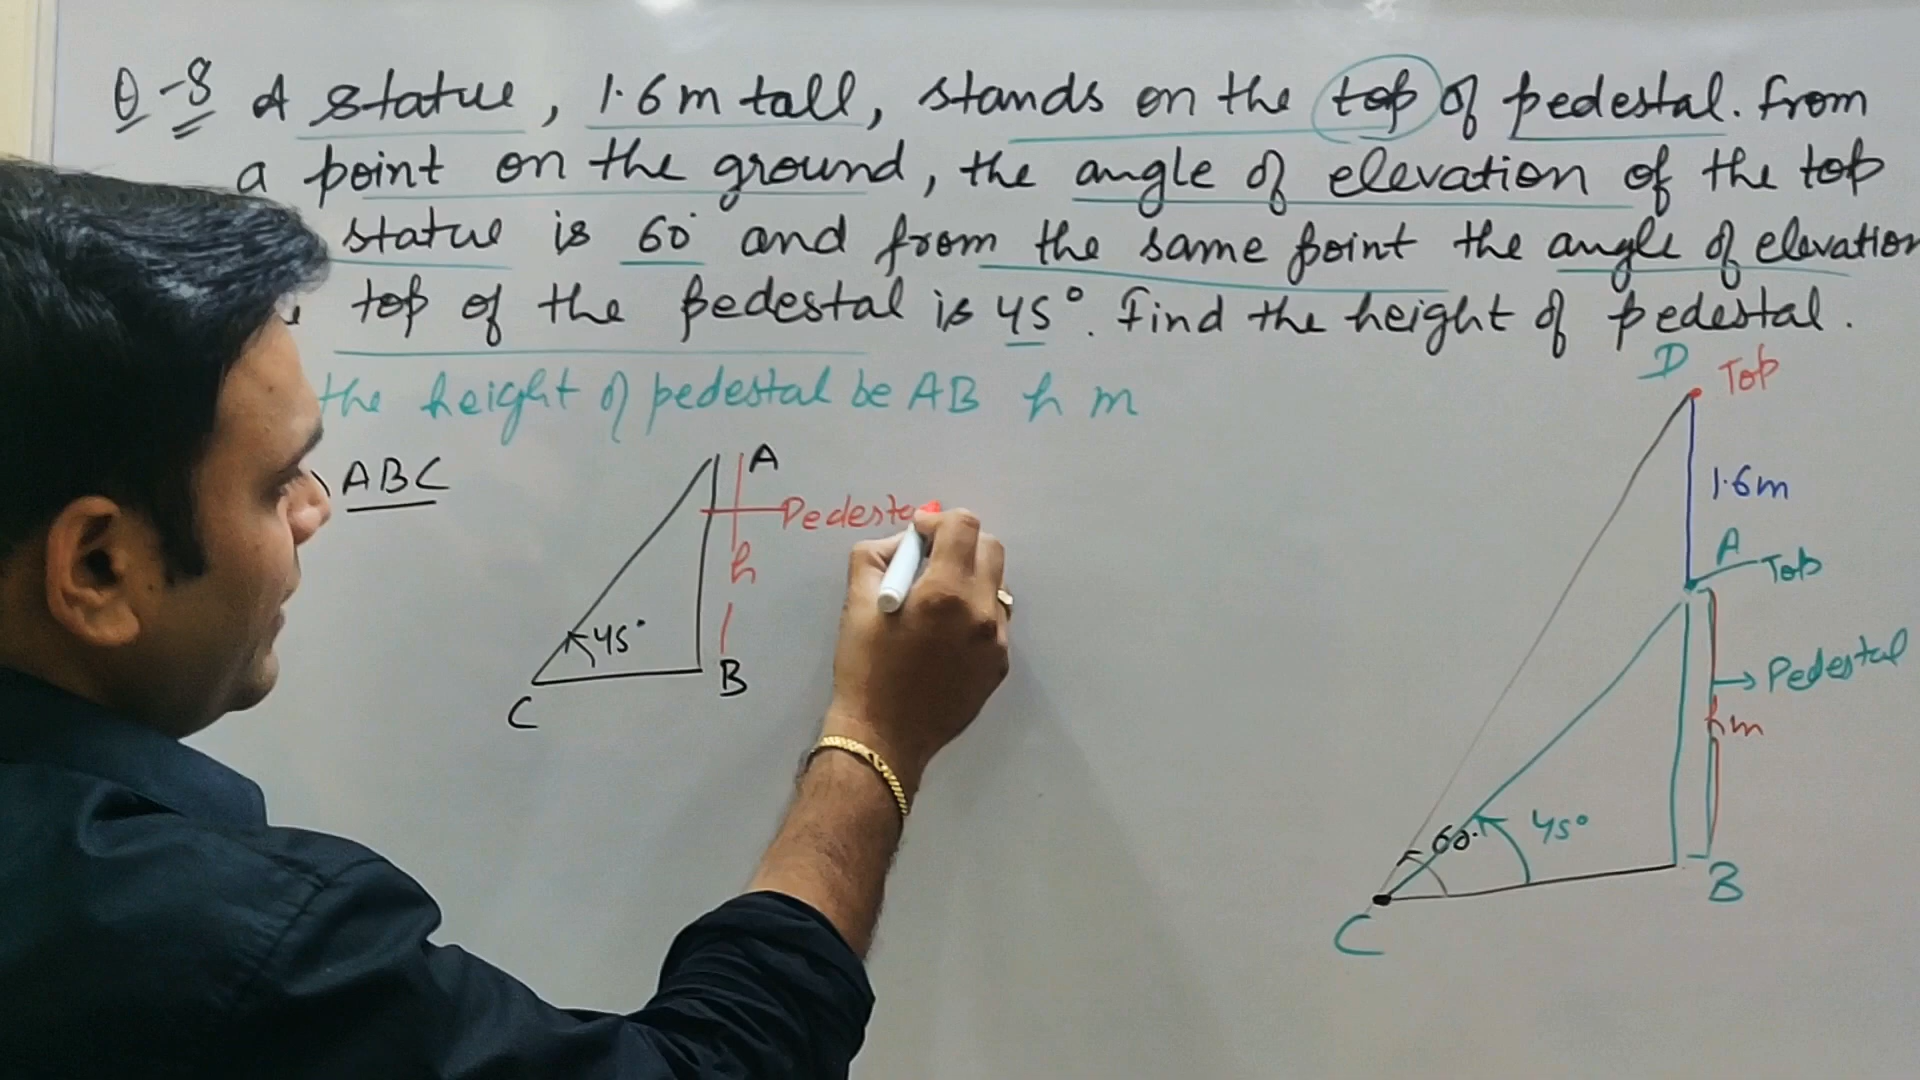 Q-8 A statue, 1.6m tall, stands on the top of pedestal. from
a point on the ground, the angle of elevation of the top
statue is 60° and from the same point the angle of elevation
top of the pedestal is 45°. Find the height of pedestal.
the height of pedestal be AB h m
ABC
A
Pedesta
h
45°
B
C
D Top
1.6m
A Top
Pedestal
hm
60°
45°
B
C